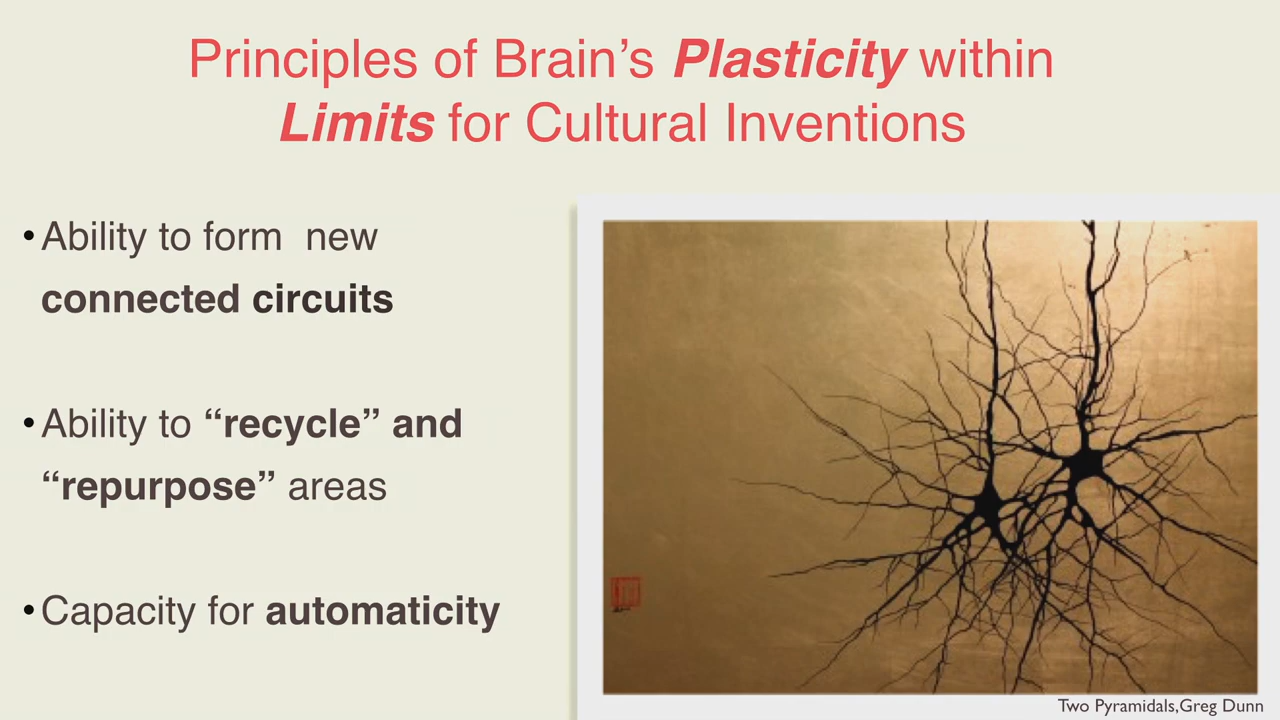 Principles of Brain’s Plasticity within
Limits for Cultural Inventions
•Ability to form  new
connected circuits
•Ability to “recycle” and
“repurpose” areas
•Capacity for automaticity
Two Pyramidals,Greg Dunn